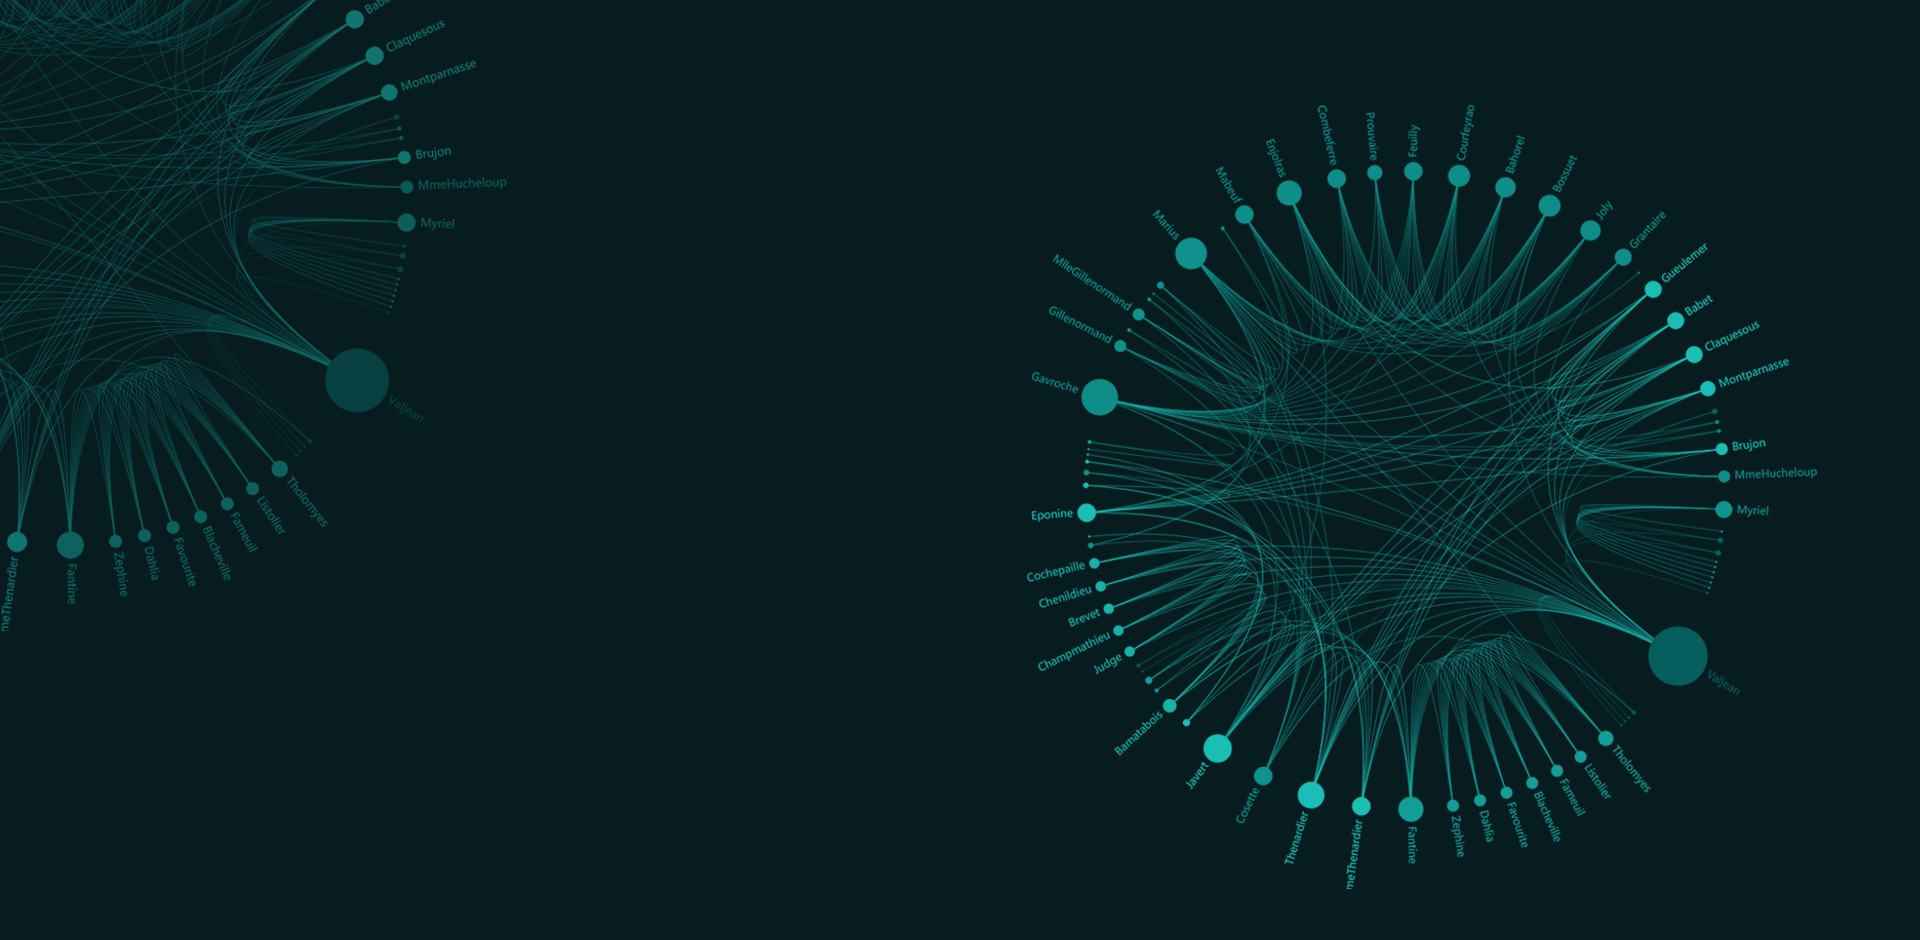 Claquesous
Montparnasse
Brujon
MmeHucheloup
Myriel
Valjean
Tholomyes
Listolier
Fameuil
Blacheville
Favourite
Dahlia
Zephine
Fantine
meThenardier
Combeferre
Prouvaire
Feuilly
Courfeyrao
Bahorel
Bossuet
Joly
Grantaire
Gueulemer
Babet
Claquesous
Montparnasse
Brujon
MmeHucheloup
Myriel
Valjean
Tholomyes
Listolier
Fameuil
Blacheville
Favourite
Dahlia
Zephine
Fantine
meThenardier
Thenardier
Cosette
Javert
Bamatabois
Judge
Champmathieu
Brevet
Chenildieu
Cochepaille
Eponine
Gavroche
Gillenormand
MlleGillenormand
Marius
Mabeuf
Enjolras